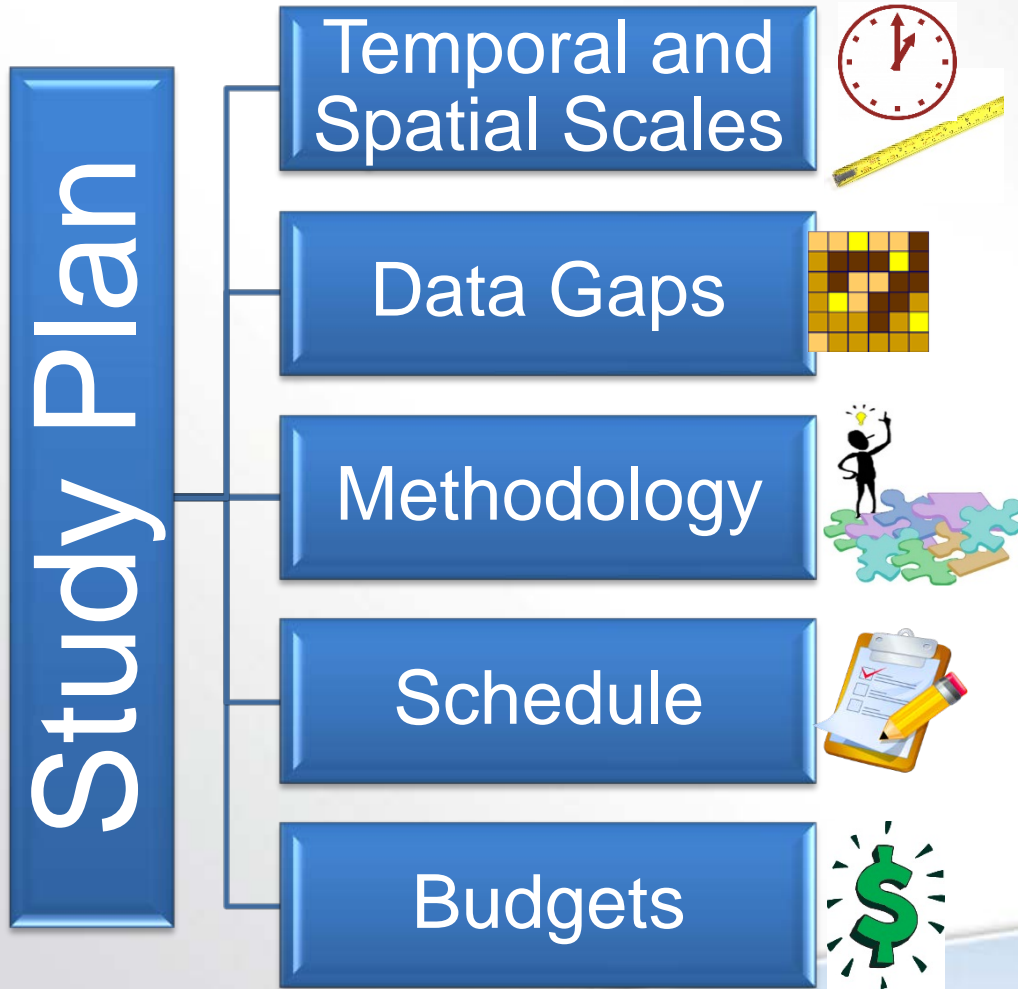 Study Plan
Temporal and
Spatial Scales
Data Gaps
Methodology
Schedule
Budgets
$